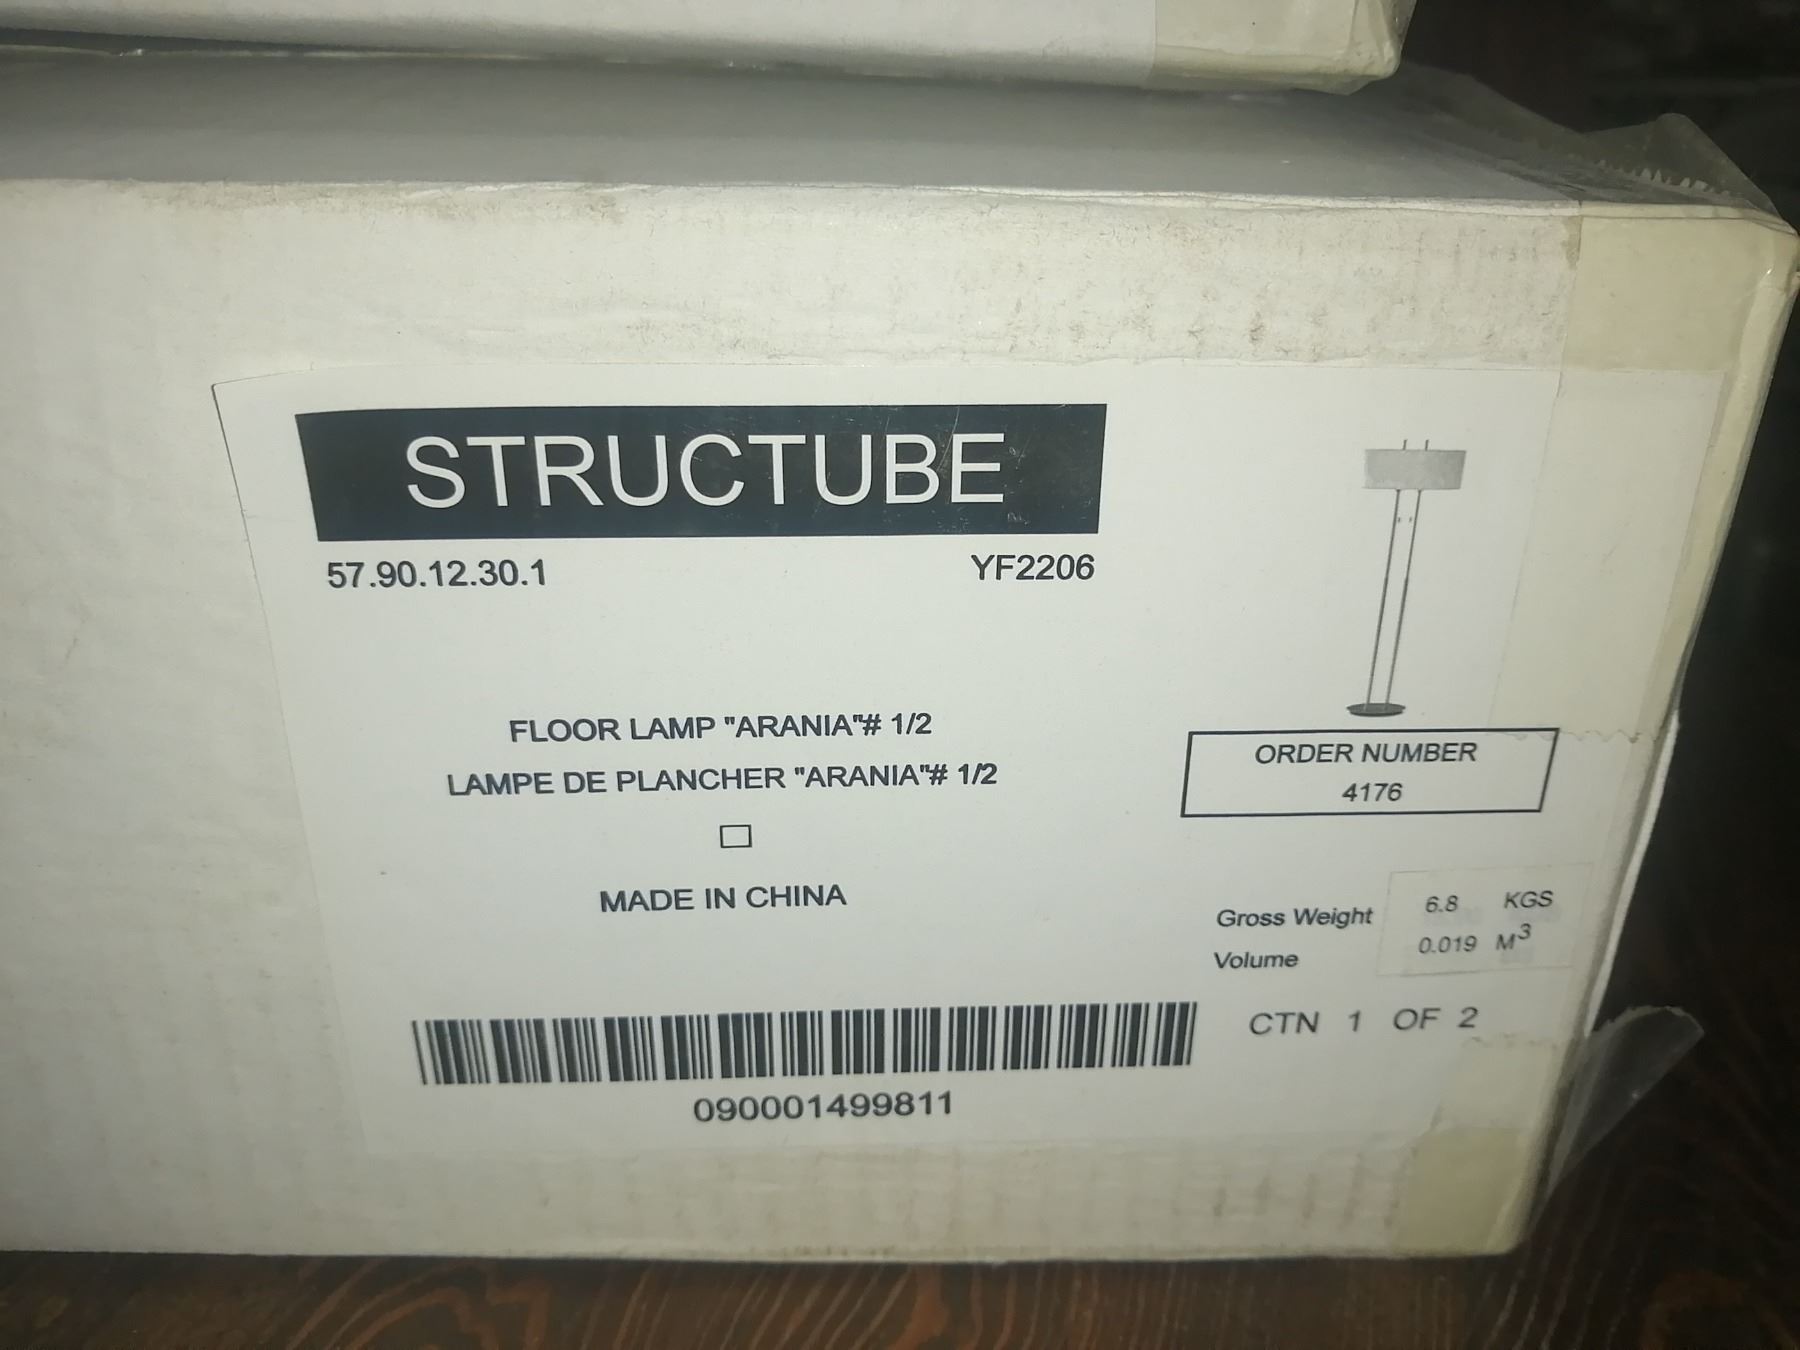 STRUCTUBE
57.90.12.30.1 YF2206
FLOOR LAMP "ARANIA"# 1/2
LAMPE DE PLANCHER "ARANIA"# 1/2
MADE IN CHINA
ORDER NUMBER
4176
Gross Weight 6.8 KGS
Volume 0.019 M³
CTN 1 OF 2
090001499811